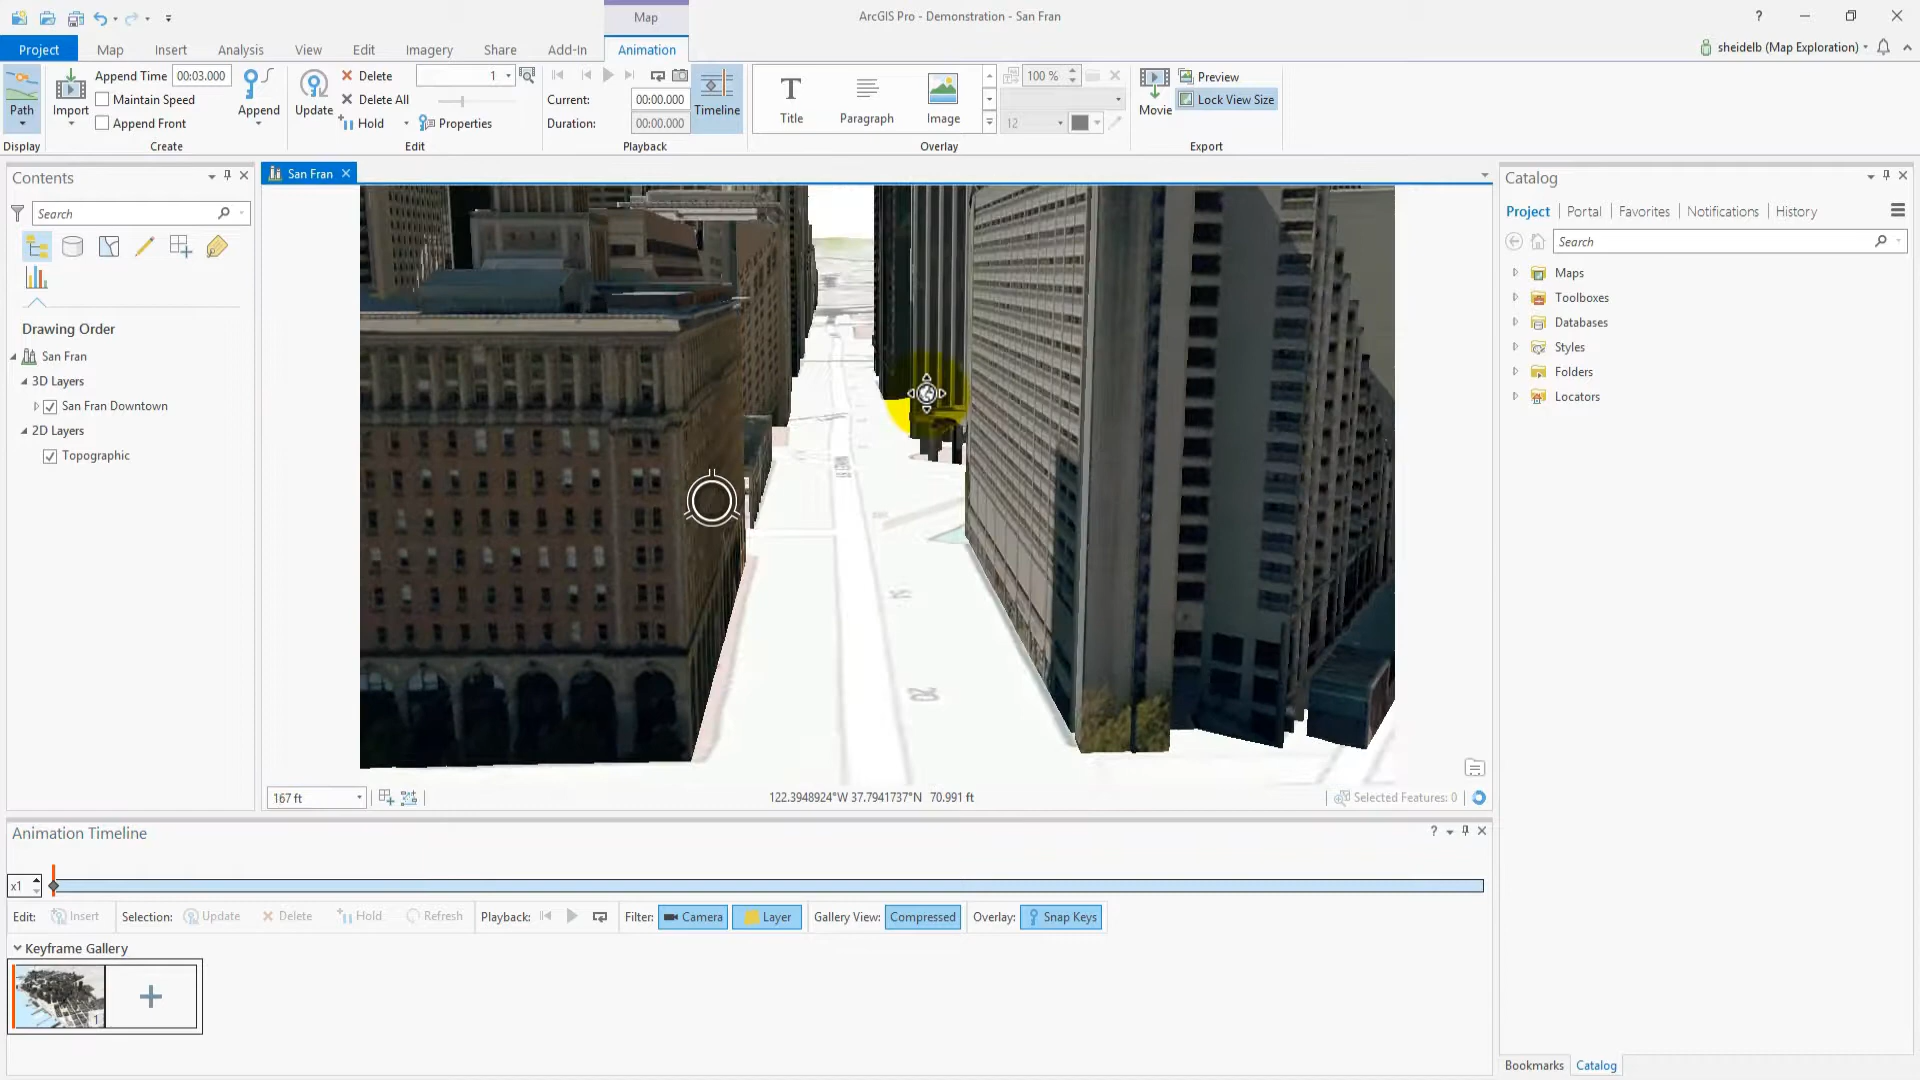 Map
ArcGIS Pro - Demonstration - San Fran
?
Project Map Insert Analysis View Edit Imagery Share Add-In Animation
sheidelb (Map Exploration)
Path
Display
Import
Append Time 00:03.000
Maintain Speed
Append Front
Append
Create
Update
Delete
Delete All
Hold
1
Properties
Edit
Current: 00:00.000
Duration: 00:00.000
Timeline
Playback
Title
Paragraph
Image
100 %
12
Overlay
Movie
Preview
Lock View Size
Export
Contents
Search
Drawing Order
San Fran
3D Layers
San Fran Downtown
2D Layers
Topographic
San Fran
167 ft
122.3948924°W 37.7941737°N 70.991 ft
Selected Features: 0
Catalog
Project Portal Favorites Notifications History
Search
Maps
Toolboxes
Databases
Styles
Folders
Locators
Animation Timeline
?
x1
Edit: Insert Selection: Update Delete Hold Refresh Playback: Filter: Camera Layer Gallery View: Compressed Overlay: Snap Keys
Keyframe Gallery
1
Bookmarks Catalog